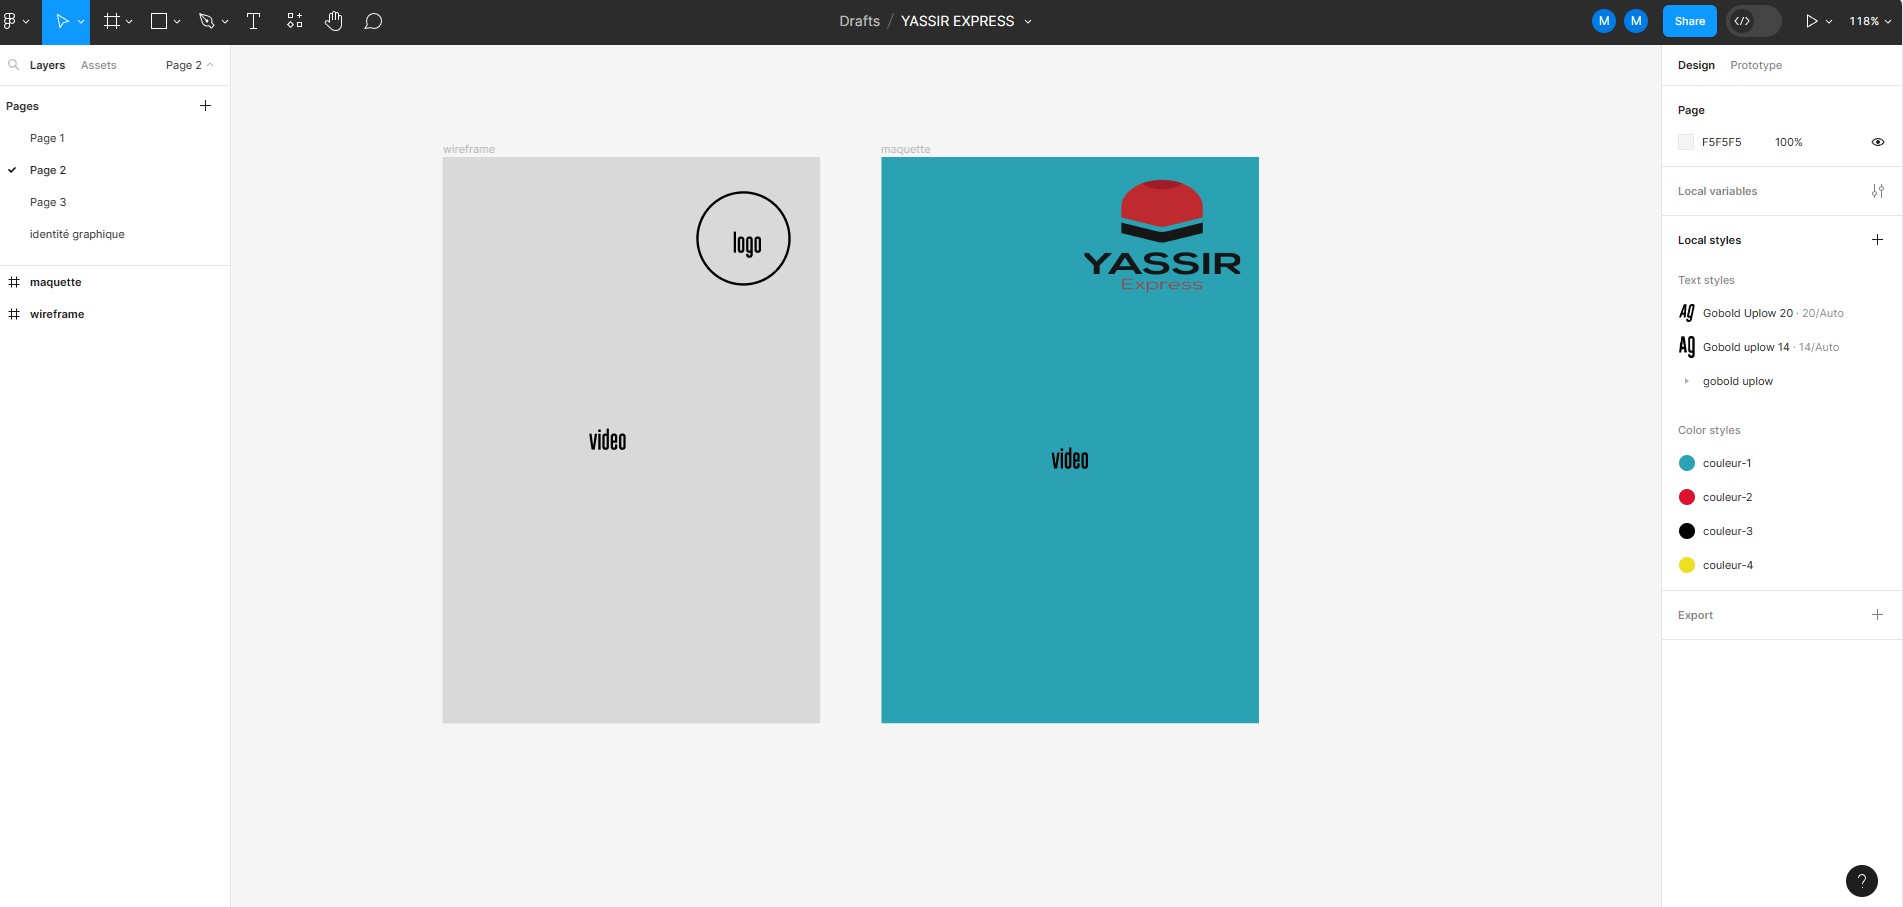 Drafts / YASSIR EXPRESS
M M Share 118%
Layers Assets Page 2
Pages
Page 1
Page 2
Page 3
identité graphique
maquette
wireframe
wireframe
logo
video
maquette
YASSIR
Express
video
Design Prototype
Page
F5F5F5 100%
Local variables
Local styles
Text styles
Ag Gobold Uplow 20 · 20/Auto
Ag Gobold uplow 14 · 14/Auto
gobold uplow
Color styles
couleur-1
couleur-2
couleur-3
couleur-4
Export
?